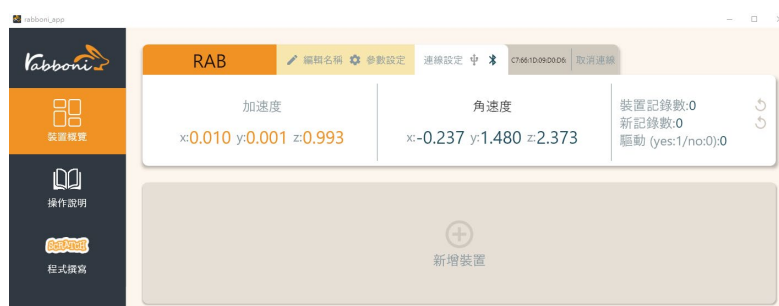 rabboni_app
rabboni
RAB 編輯名稱 參數設定 連線設定 C7:66:1D:09:D0:D6: 取消連線
裝置概覽
加速度
x:0.010 y:0.001 z:0.993
角速度
x:-0.237 y:1.480 z:2.373
裝置記錄數:0
新記錄數:0
驅動 (yes:1/no:0):0
操作說明
新增裝置
SCRATCH
程式撰寫